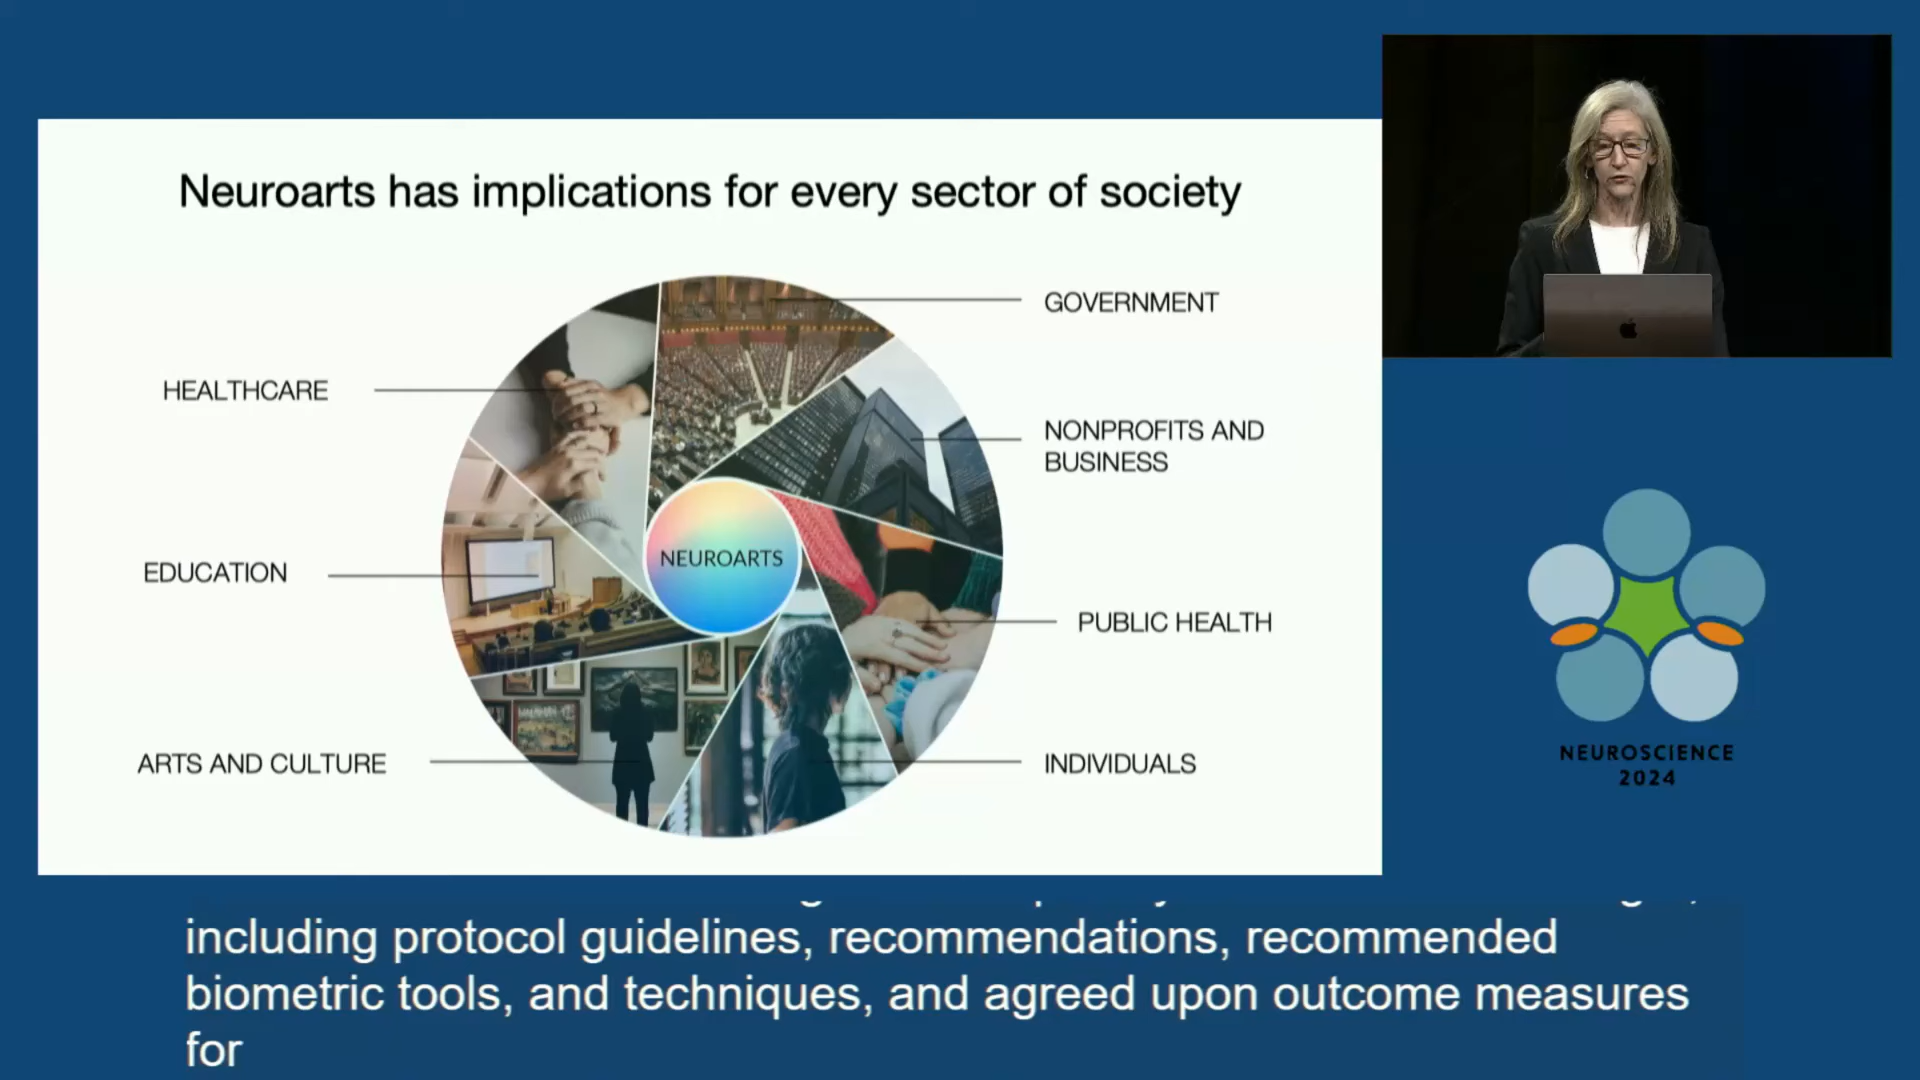 Neuroarts has implications for every sector of society
GOVERNMENT
HEALTHCARE
NONPROFITS AND
BUSINESS
EDUCATION
NEUROARTS
PUBLIC HEALTH
ARTS AND CULTURE
INDIVIDUALS
NEUROSCIENCE
2024
including protocol guidelines, recommendations, recommended
biometric tools, and techniques, and agreed upon outcome measures
for